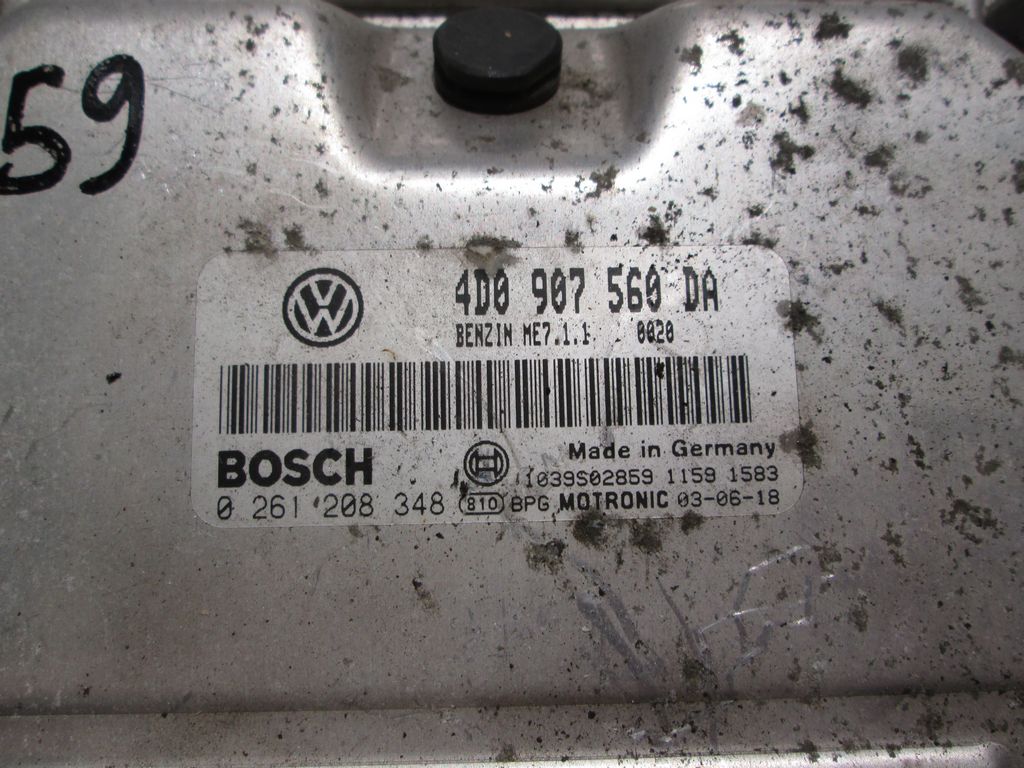 59
4D0 907 560 DA
BENZIN ME7.1.1 0020
BOSCH
Made in Germany
1039S02859 1159 1583
0 261 208 348 810 BPG MOTRONIC 03-06-18